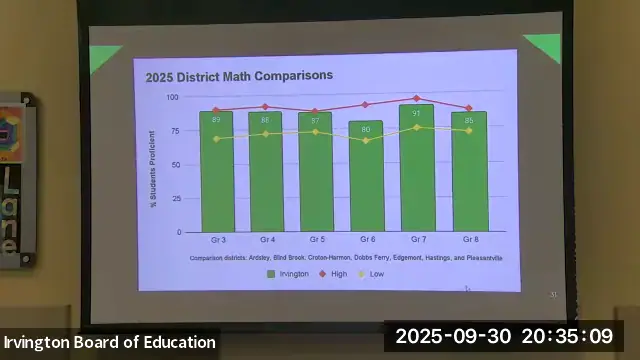 2025 District Math Comparisons
100
75
50
25
0
% Students Proficient
89
88
87
80
91
85
Gr 3
Gr 4
Gr 5
Gr 6
Gr 7
Gr 8
Comparison districts: Ardsley, Blind Brook, Croton-Harmon, Dobbs Ferry, Edgemont, Hastings, and Pleasantville
Irvington
High
Low
31
Lane
Irvington Board of Education
2025-09-30 20:35:09